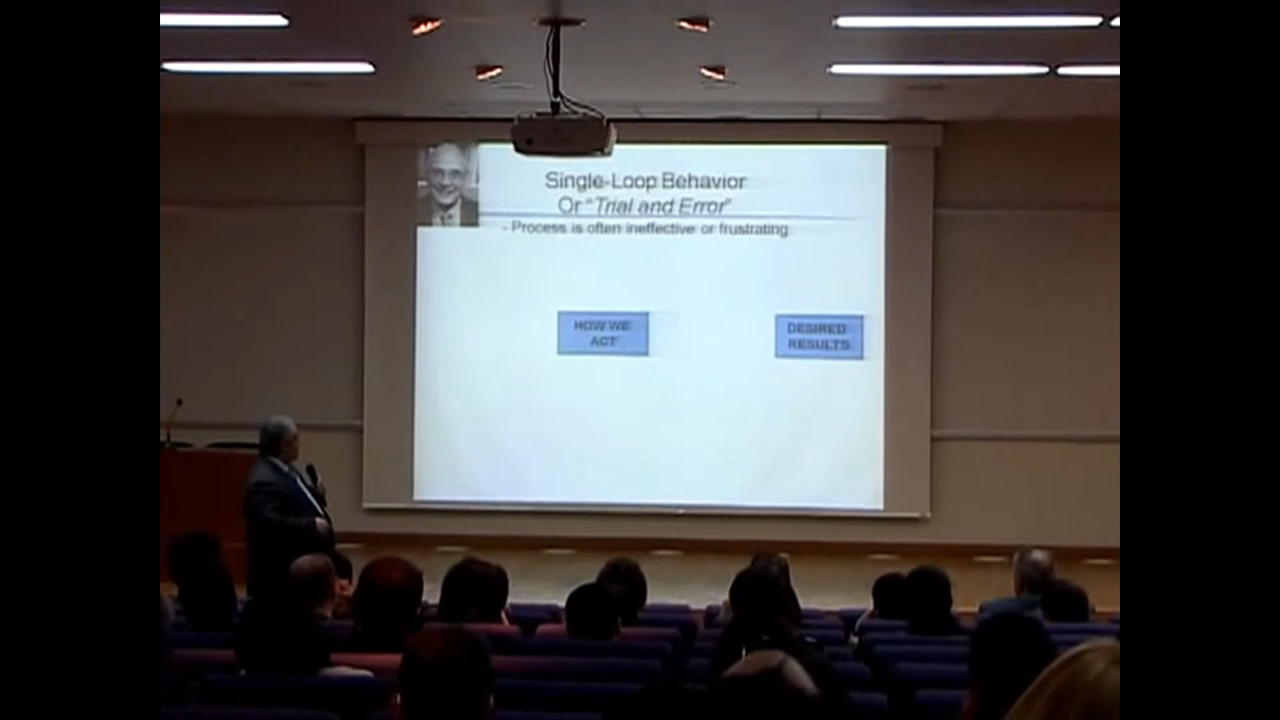 Single-Loop Behavior
Or "Trial and Error"
- Process is often ineffective or frustrating
HOW WE
ACT
DESIRED
RESULTS